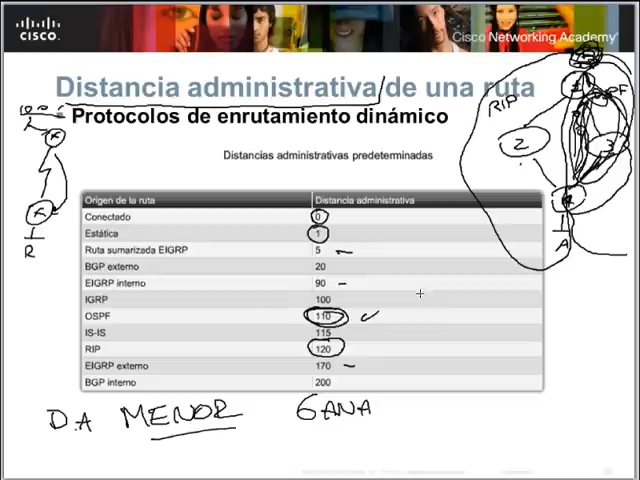 CISCO
Cisco Networking Academy
Distancia administrativa de una ruta
Protocolos de enrutamiento dinámico
Distancias administrativas predeterminadas
Origen de la ruta Distancia administrativa
Conectado 0
Estática 1
Ruta sumarizada EIGRP 5
BGP externo 20
EIGRP interno 90
IGRP 100
OSPF 110
IS-IS 115
RIP 120
EIGRP externo 170
BGP interno 200
D.A MENOR GANA
R
RIP
2
3
A